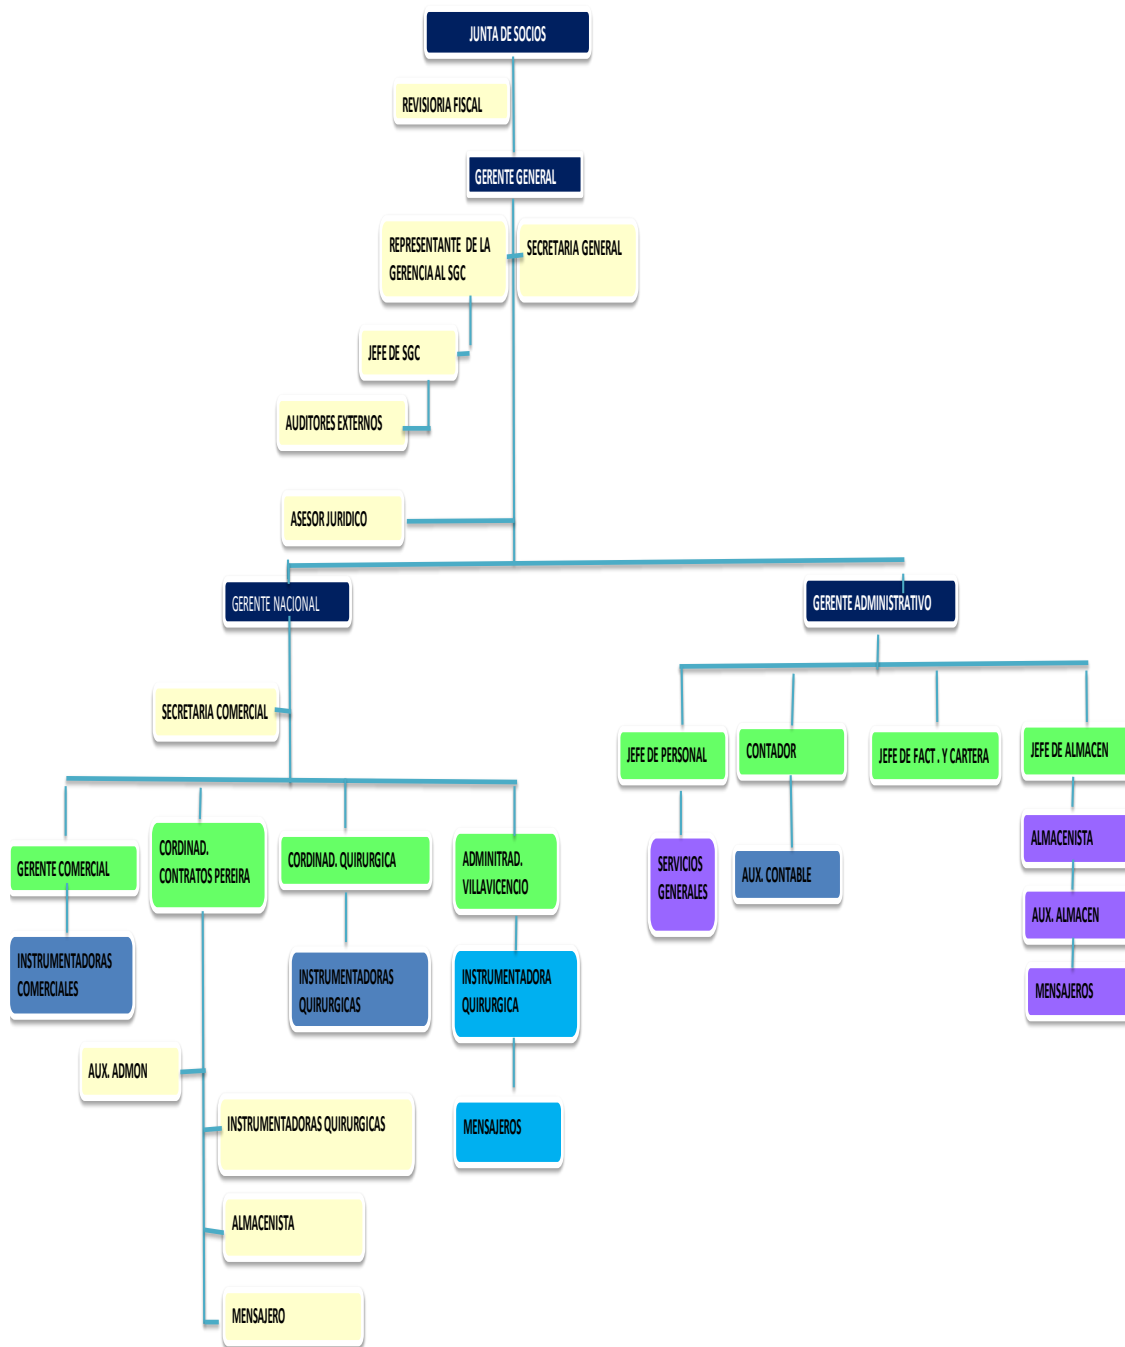 JUNTA DE SOCIOS
REVISIORIA FISCAL
GERENTE GENERAL
REPRESENTANTE DE LA
GERENCIA AL SGC
SECRETARIA GENERAL
JEFE DE SGC
AUDITORES EXTERNOS
ASESOR JURIDICO
GERENTE NACIONAL
GERENTE ADMINISTRATIVO
SECRETARIA COMERCIAL
JEFE DE PERSONAL
CONTADOR
JEFE DE FACT . Y CARTERA
JEFE DE ALMACEN
GERENTE COMERCIAL
CORDINAD.
CONTRATOS PEREIRA
CORDINAD. QUIRURGICA
ADMINITRAD.
VILLAVICENCIO
SERVICIOS
GENERALES
AUX. CONTABLE
ALMACENISTA
AUX. ALMACEN
MENSAJEROS
INSTRUMENTADORAS
COMERCIALES
INSTRUMENTADORAS
QUIRURGICAS
INSTRUMENTADORA
QUIRURGICA
AUX. ADMON
INSTRUMENTADORAS QUIRURGICAS
MENSAJEROS
ALMACENISTA
MENSAJERO